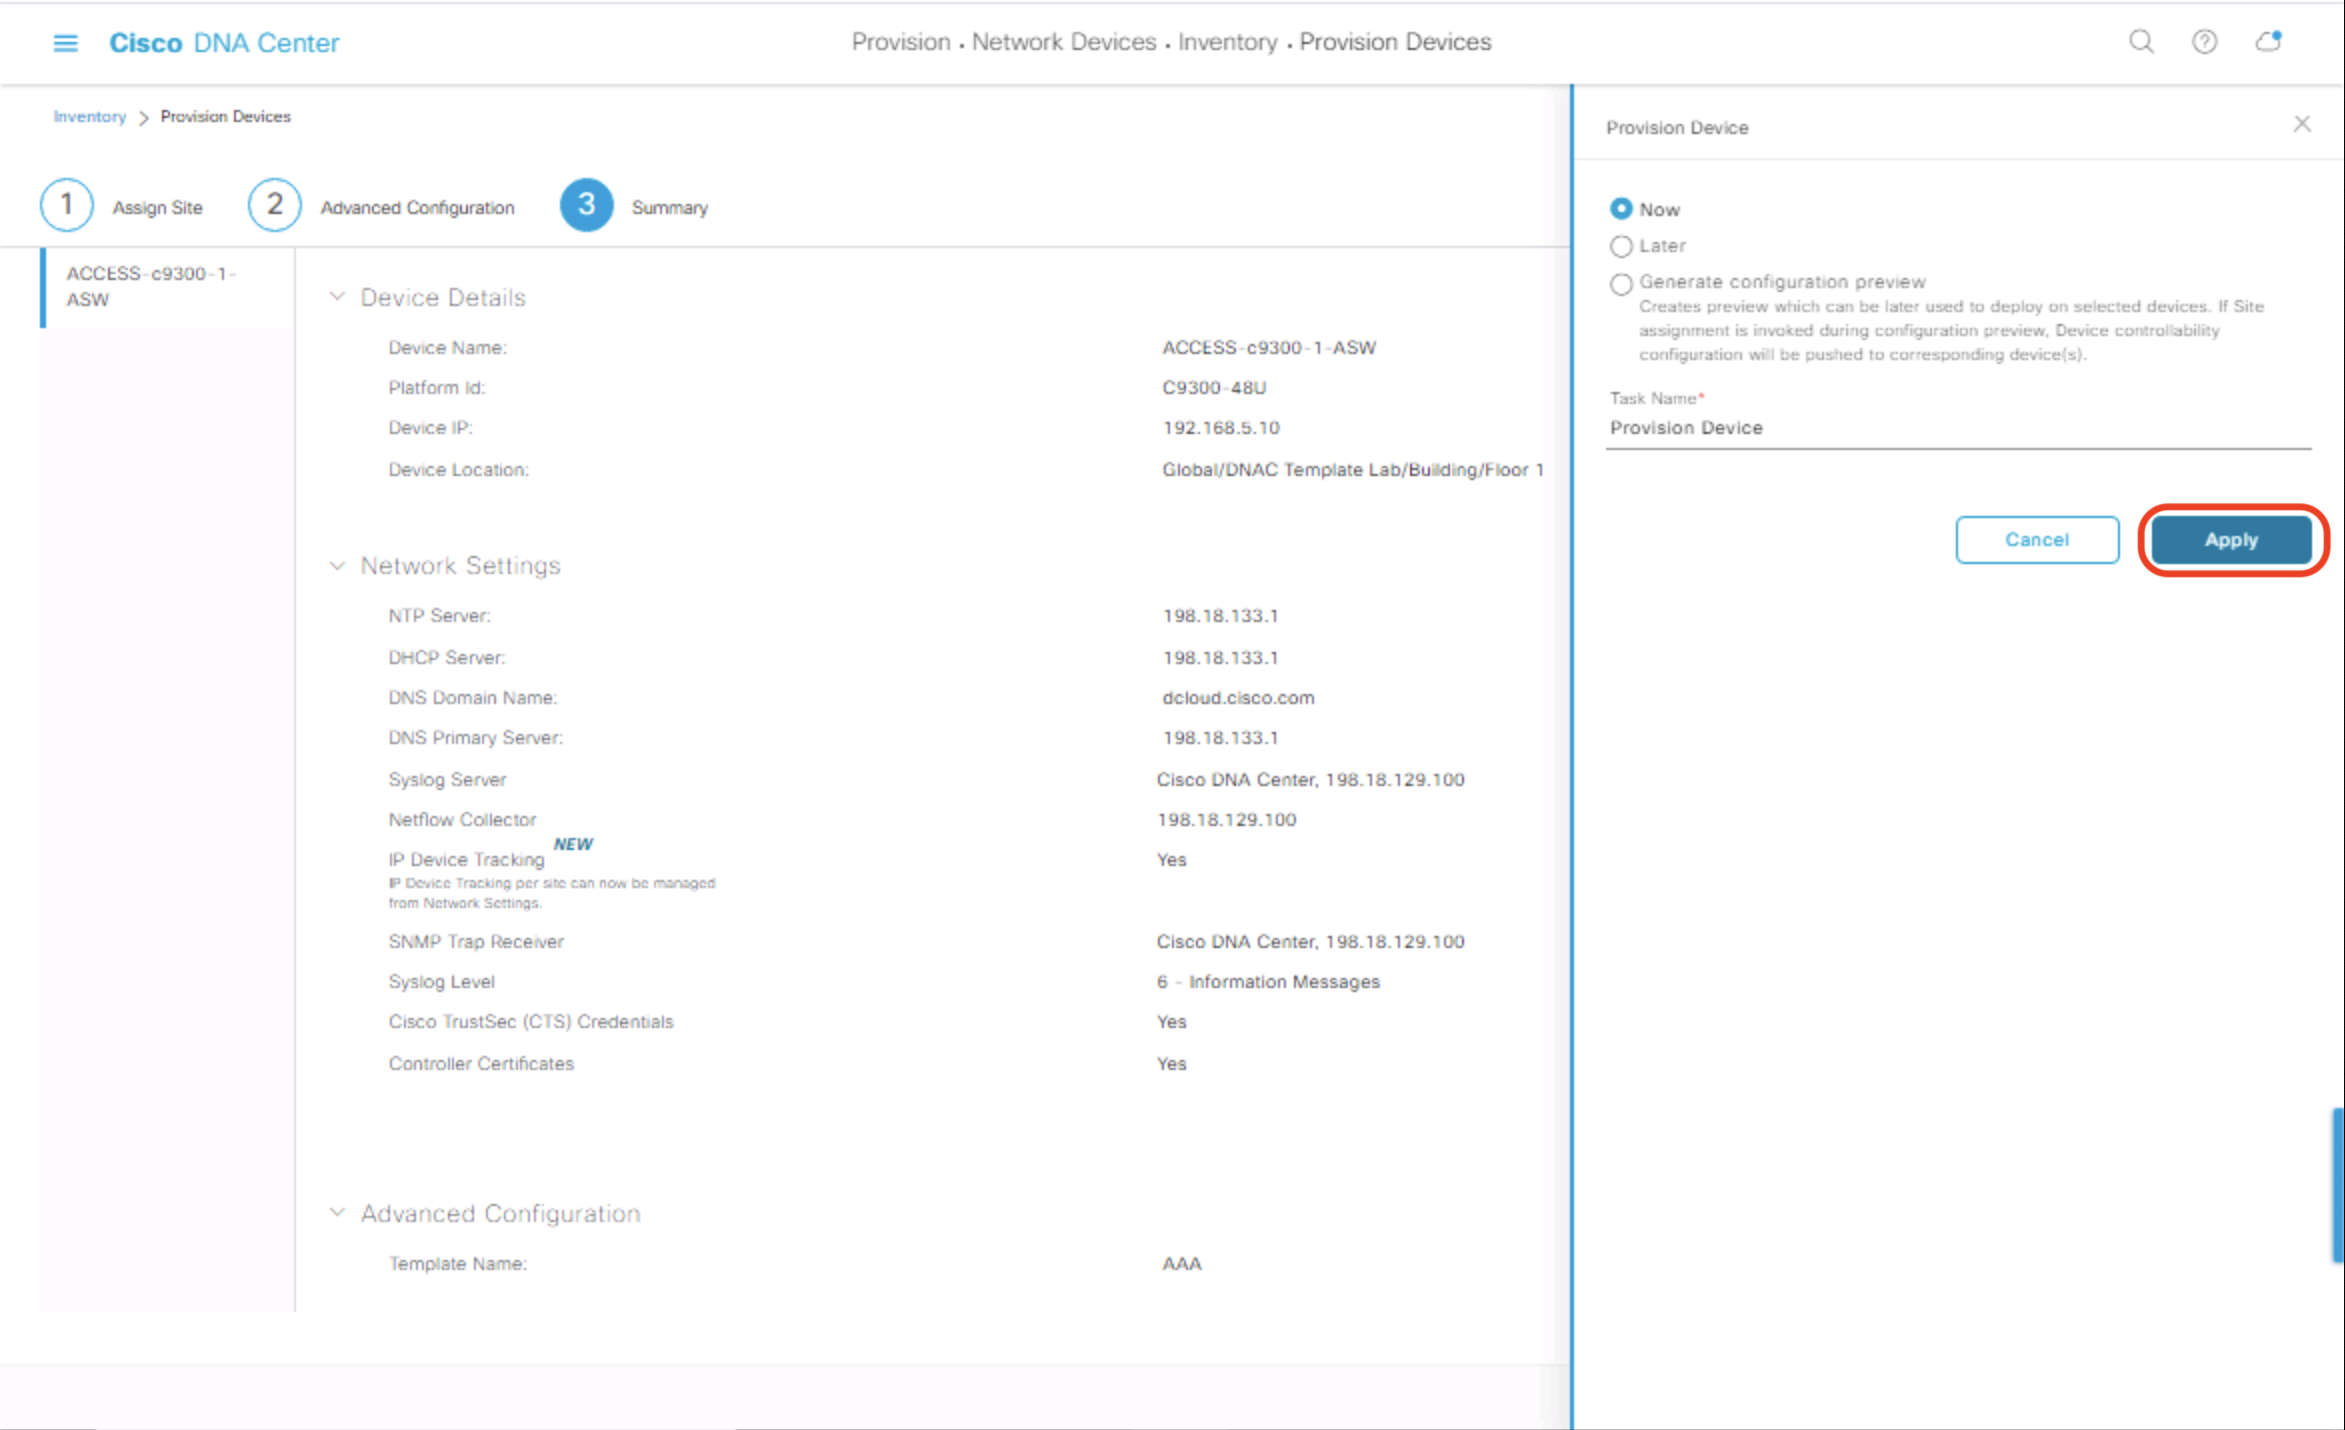 Cisco DNA Center
Provision • Network Devices • Inventory • Provision Devices
Inventory > Provision Devices
1 Assign Site 2 Advanced Configuration 3 Summary
ACCESS-c9300-1-
ASW
Device Details
Device Name: ACCESS-c9300-1-ASW
Platform Id: C9300-48U
Device IP: 192.168.5.10
Device Location: Global/DNAC Template Lab/Building/Floor 1
Network Settings
NTP Server: 198.18.133.1
DHCP Server: 198.18.133.1
DNS Domain Name: dcloud.cisco.com
DNS Primary Server: 198.18.133.1
Syslog Server Cisco DNA Center, 198.18.129.100
Netflow Collector 198.18.129.100
NEW
IP Device Tracking Yes
IP Device Tracking per site can now be managed
from Network Settings.
SNMP Trap Receiver Cisco DNA Center, 198.18.129.100
Syslog Level 6 - Information Messages
Cisco TrustSec (CTS) Credentials Yes
Controller Certificates Yes
Advanced Configuration
Template Name: AAA
Provision Device
Now
Later
Generate configuration preview
Creates preview which can be later used to deploy on selected devices. If Site
assignment is invoked during configuration preview, Device controllability
configuration will be pushed to corresponding device(s).
Task Name*
Provision Device
Cancel Apply